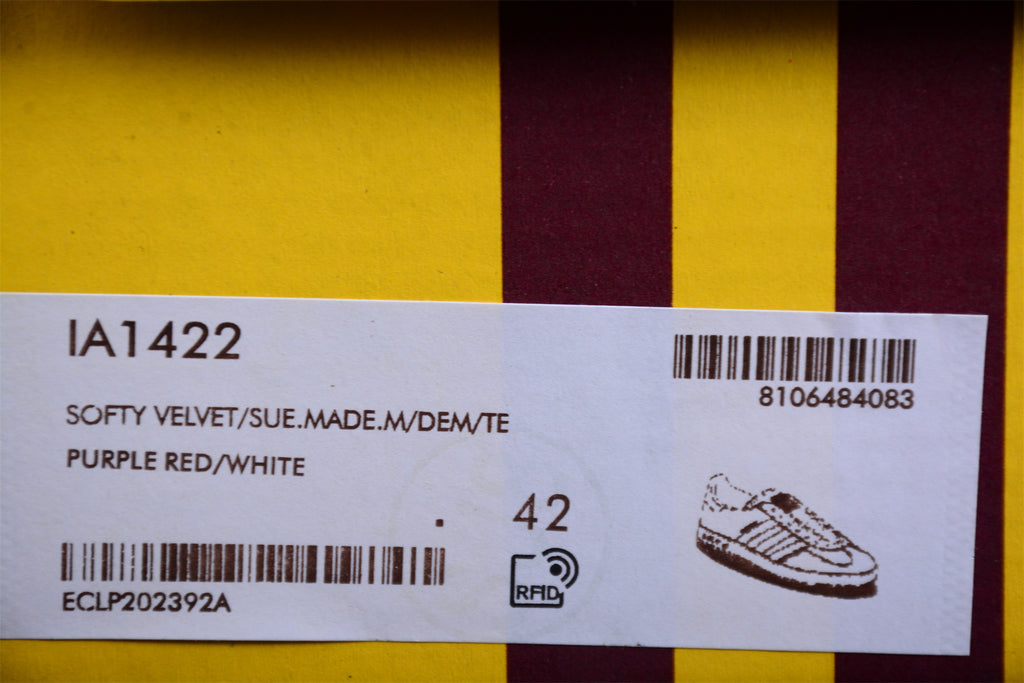 IA1422
8106484083
SOFTY VELVET/SUE.MADE.M/DEM/TE
PURPLE RED/WHITE
. 42
RFID
ECLP202392A